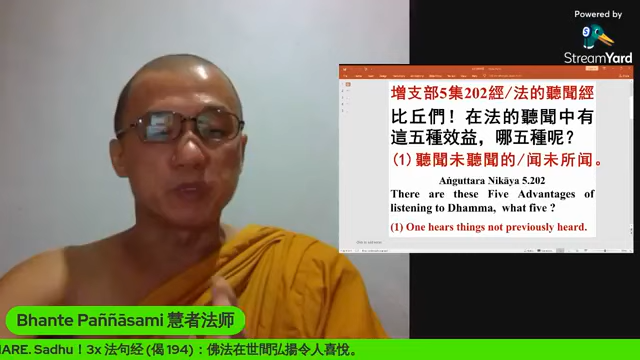 Powered by
StreamYard
增支部5集202經/法的聽聞經
比丘們！在法的聽聞中有
這五種效益，哪五種呢？
(1) 聽聞未聽聞的/闻未所闻。
Aṅguttara Nikāya 5.202
There are these Five Advantages of
listening to Dhamma, what five ?
(1) One hears things not previously heard.
Bhante Paññāsami 慧者法师
HARE. Sadhu！3x 法句经 (偈 194)：佛法在世間弘揚令人喜悅。